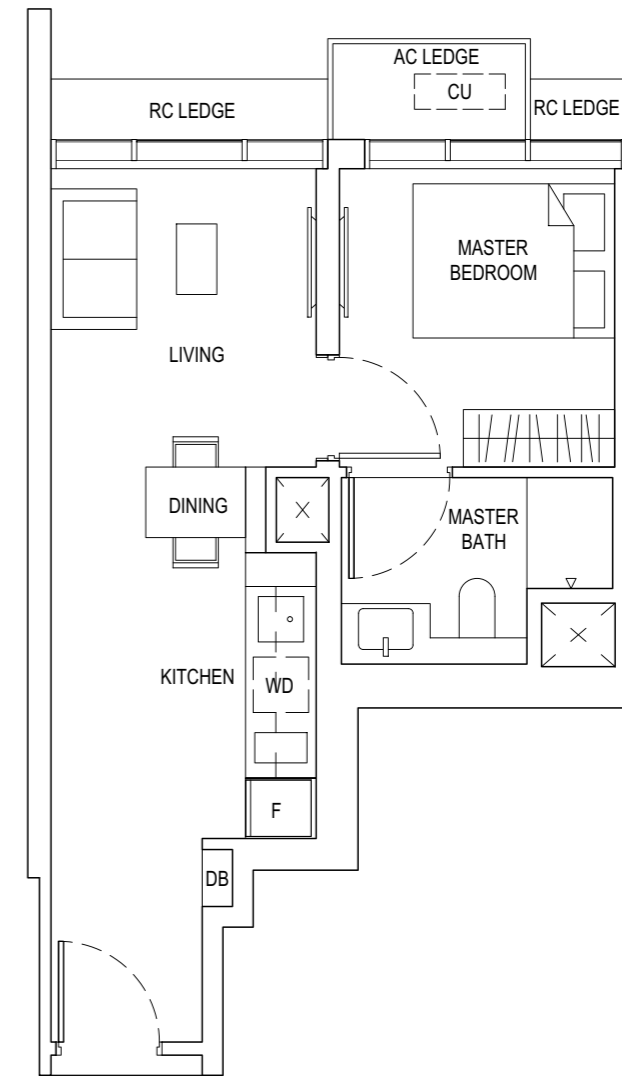 AC LEDGE
CU
RC LEDGE
RC LEDGE
MASTER
BEDROOM
LIVING
DINING
MASTER
BATH
KITCHEN
WD
F
DB